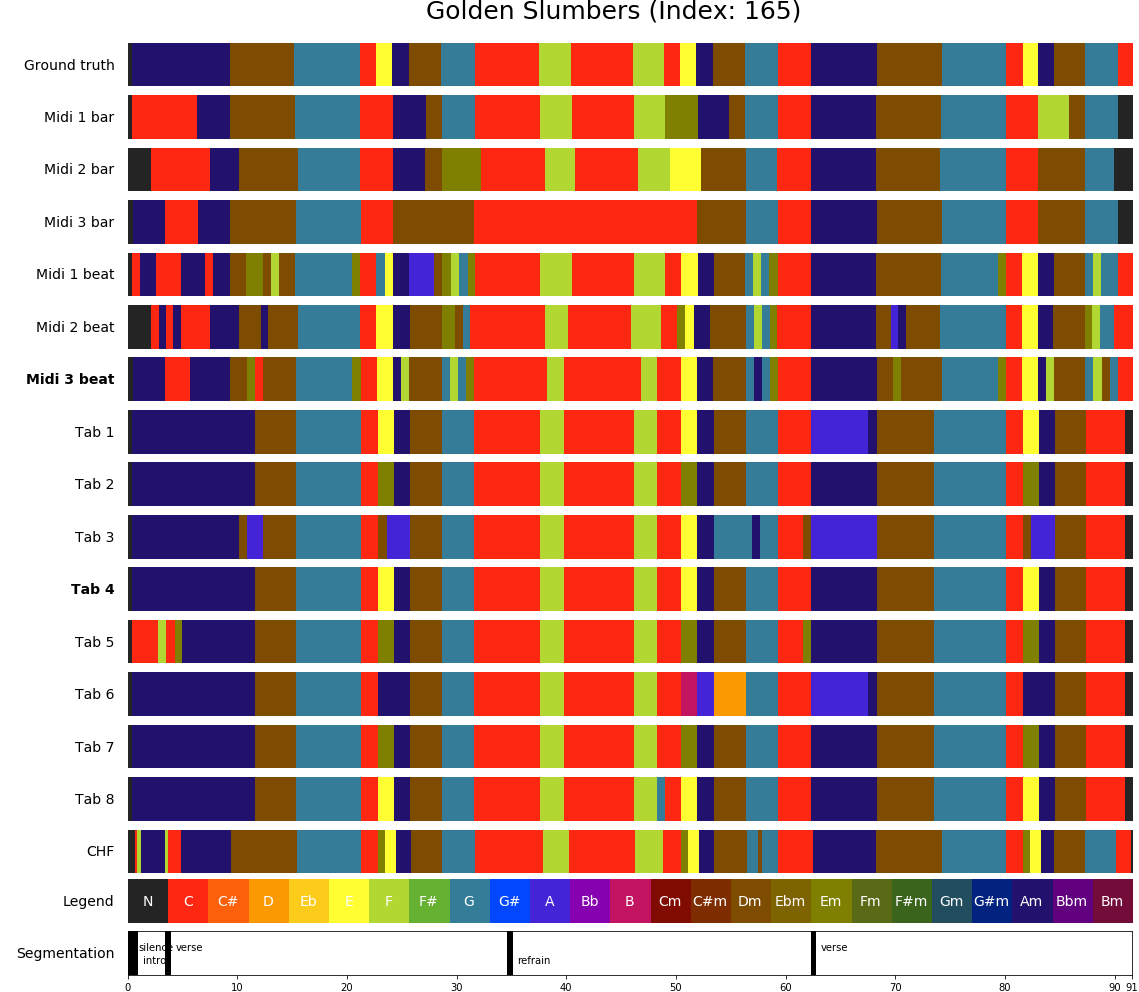 Golden Slumbers (Index: 165)
Ground truth
Midi 1 bar
Midi 2 bar
Midi 3 bar
Midi 1 beat
Midi 2 beat
Midi 3 beat
Tab 1
Tab 2
Tab 3
Tab 4
Tab 5
Tab 6
Tab 7
Tab 8
CHF
Legend N C C# D Eb E F F# G G# A Bb B Cm C#m Dm Ebm Em Fm F#m Gm G#m Am Bbm Bm
Segmentation silence verse verse
intro refrain
0 10 20 30 40 50 60 70 80 90 91